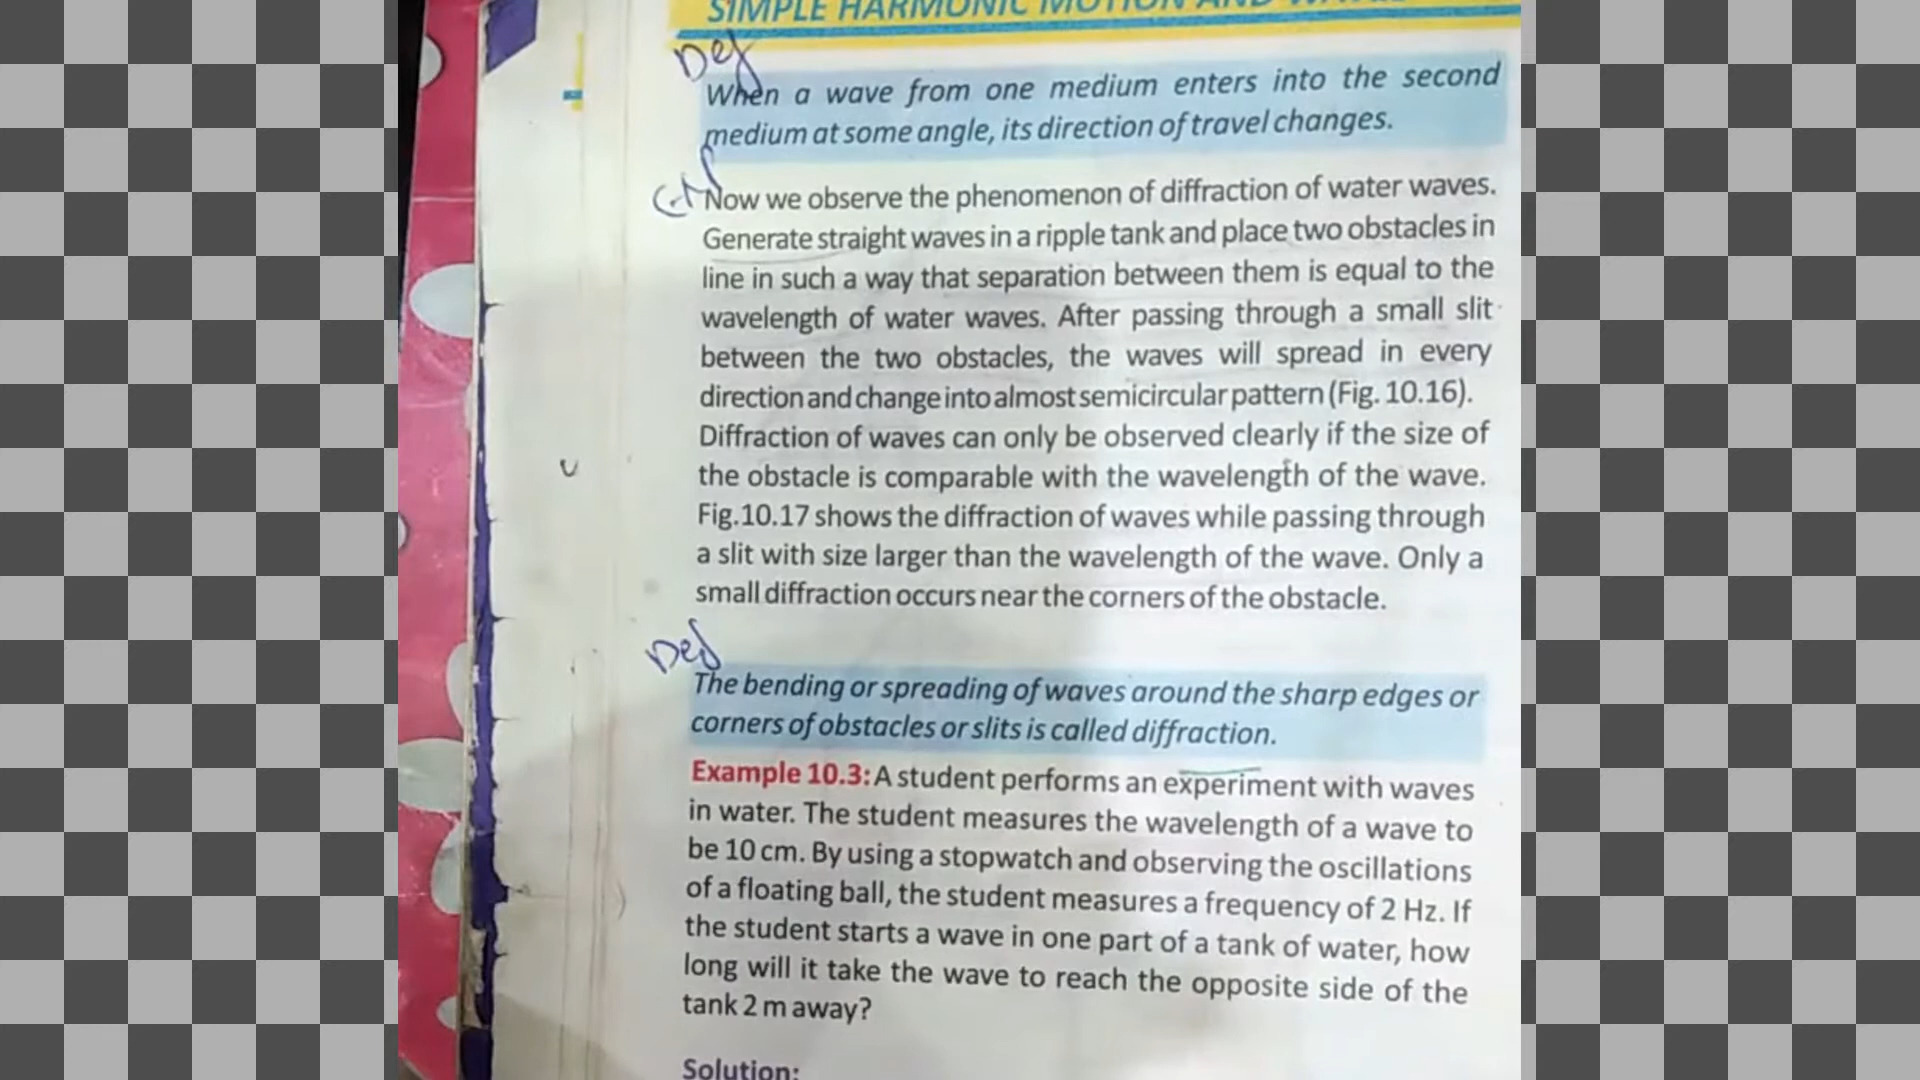 SIMPLE HARMONIC MOTION AND WAVES
Def
When a wave from one medium enters into the second
medium at some angle, its direction of travel changes.
Now we observe the phenomenon of diffraction of water waves.
Generate straight waves in a ripple tank and place two obstacles in
line in such a way that separation between them is equal to the
wavelength of water waves. After passing through a small slit
between the two obstacles, the waves will spread in every
direction and change into almost semicircular pattern (Fig. 10.16).
Diffraction of waves can only be observed clearly if the size of
the obstacle is comparable with the wavelength of the wave.
Fig.10.17 shows the diffraction of waves while passing through
a slit with size larger than the wavelength of the wave. Only a
small diffraction occurs near the corners of the obstacle.
Def
The bending or spreading of waves around the sharp edges or
corners of obstacles or slits is called diffraction.
Example 10.3: A student performs an experiment with waves
in water. The student measures the wavelength of a wave to
be 10 cm. By using a stopwatch and observing the oscillations
of a floating ball, the student measures a frequency of 2 Hz. If
the student starts a wave in one part of a tank of water, how
long will it take the wave to reach the opposite side of the
tank 2 m away?
Solution: